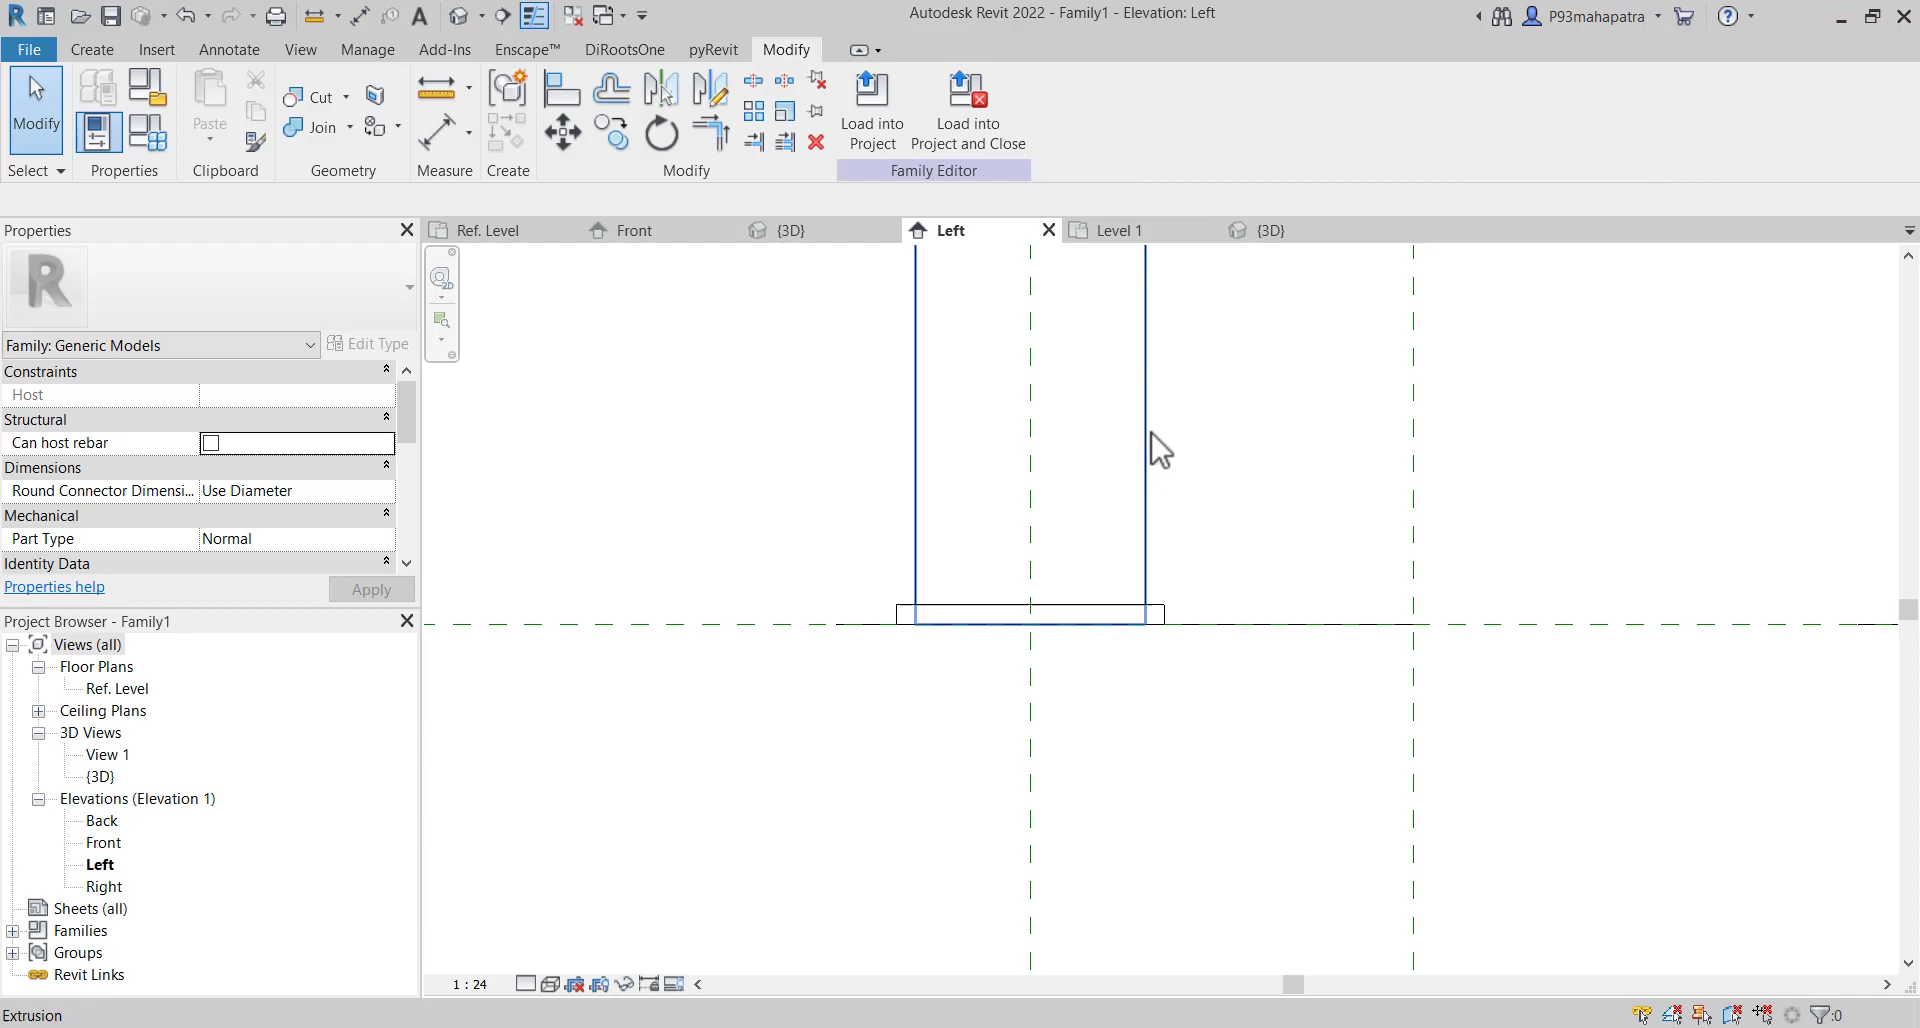 Autodesk Revit 2022 - Family1 - Elevation: Left
P93mahapatra
File Create Insert Annotate View Manage Add-Ins Enscape™ DiRootsOne pyRevit Modify
Modify
Paste
Cut
Join
Load into
Project
Load into
Project and Close
Select Properties Clipboard Geometry Measure Create Modify Family Editor
Properties
Ref. Level Front {3D} Left Level 1 {3D}
R
2D
Family: Generic Models Edit Type
Constraints
Host
Structural
Can host rebar
Dimensions
Round Connector Dimensi... Use Diameter
Mechanical
Part Type Normal
Identity Data
Properties help Apply
Project Browser - Family1
Views (all)
Floor Plans
Ref. Level
Ceiling Plans
3D Views
View 1
{3D}
Elevations (Elevation 1)
Back
Front
Left
Right
Sheets (all)
Families
Groups
Revit Links
1 : 24
Extrusion
:0